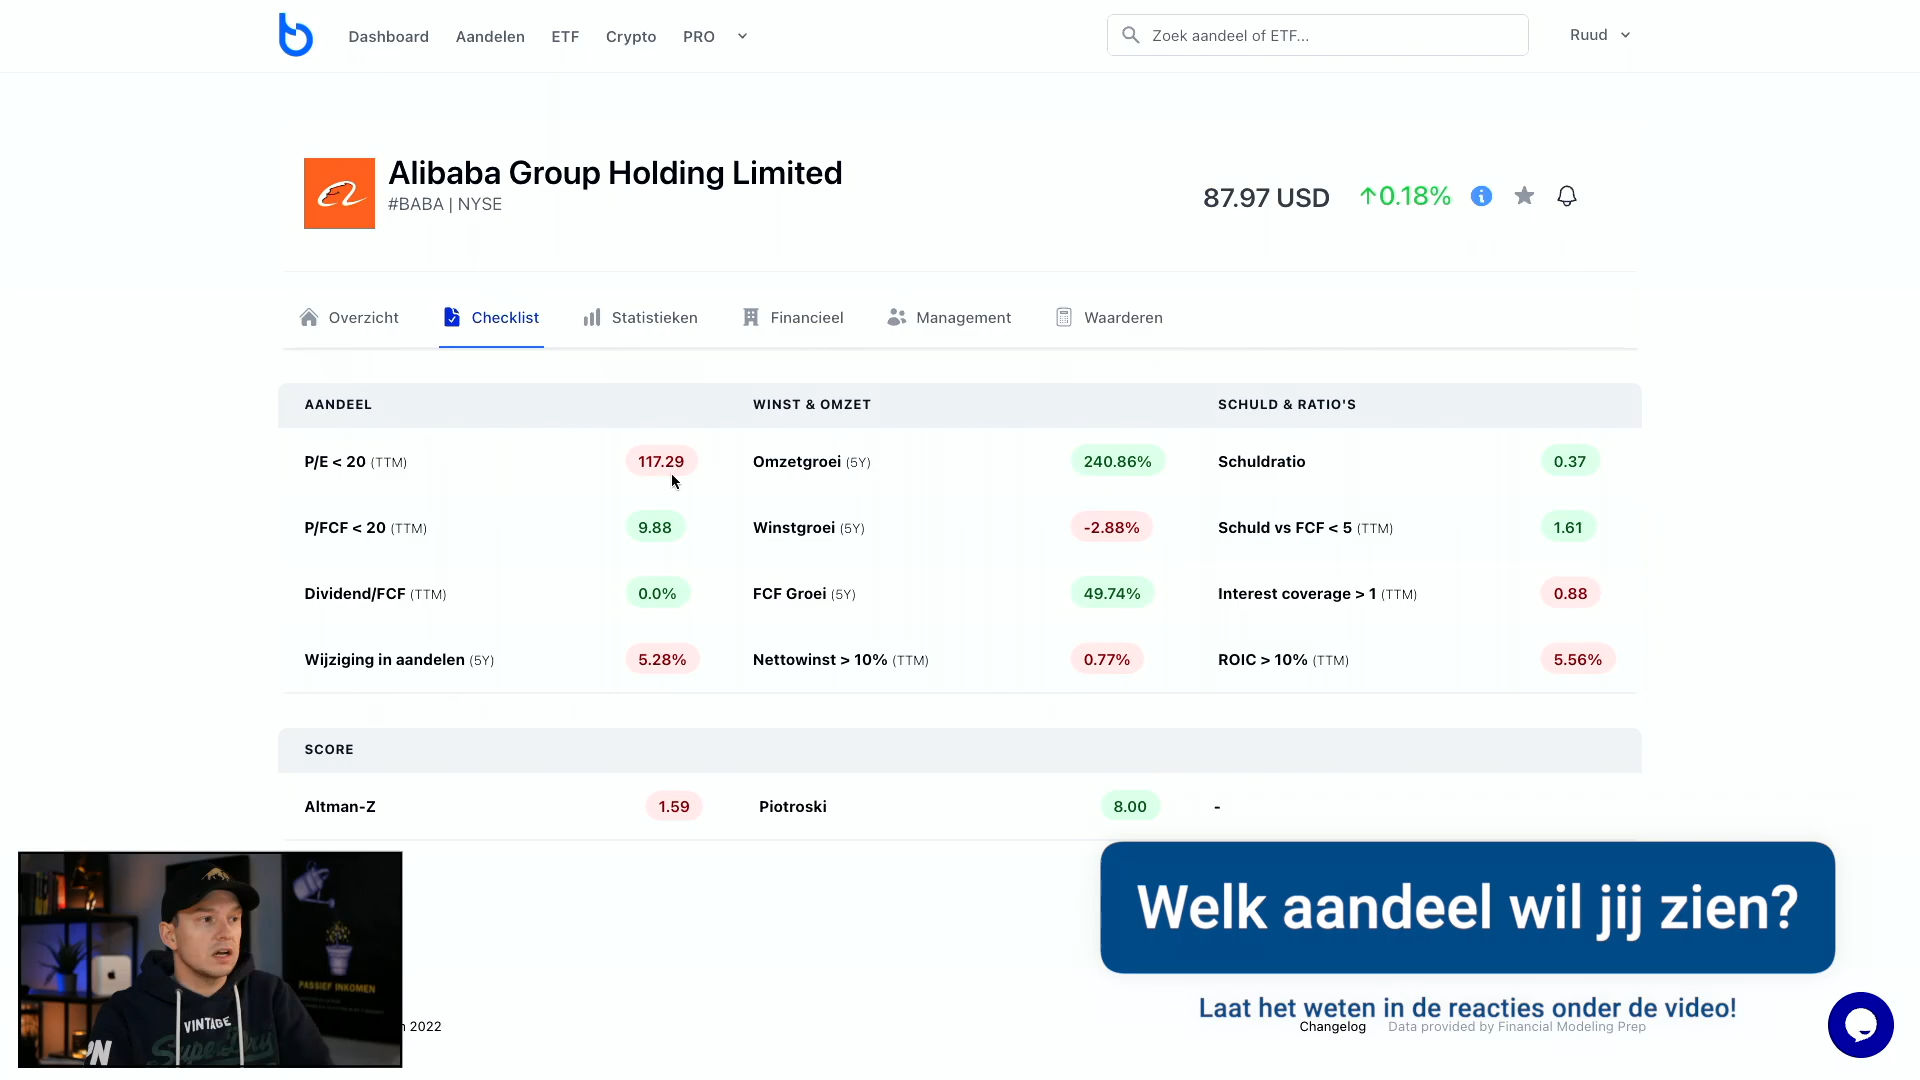 Dashboard Aandelen ETF Crypto PRO
Zoek aandeel of ETF...
Ruud
Alibaba Group Holding Limited
#BABA | NYSE
87.97 USD ↑0.18%
Overzicht Checklist Statistieken Financieel Management Waarderen
AANDEEL WINST & OMZET SCHULD & RATIO'S
P/E < 20 (TTM) 117.29 Omzetgroei (5Y) 240.86% Schuldratio 0.37
P/FCF < 20 (TTM) 9.88 Winstgroei (5Y) -2.88% Schuld vs FCF < 5 (TTM) 1.61
Dividend/FCF (TTM) 0.0% FCF Groei (5Y) 49.74% Interest coverage > 1 (TTM) 0.88
Wijziging in aandelen (5Y) 5.28% Nettowinst > 10% (TTM) 0.77% ROIC > 10% (TTM) 5.56%
SCORE
Altman-Z 1.59 Piotroski 8.00 -
Welk aandeel wil jij zien?
Laat het weten in de reacties onder de video!
PASSIEF INKOMEN
VINTAGE
Superdry
2022
Changelog Data provided by Financial Modeling Prep